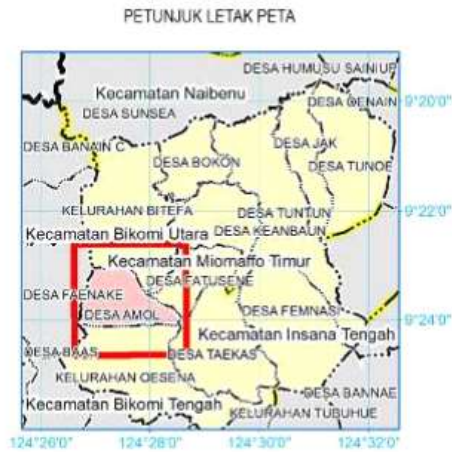 PETUNJUK LETAK PETA
DESA HUMUSU SAINIUP
Kecamatan Naibenu
9°20'0"
DESA SUNSEA
DESA OENAIN
DESA BANAIN C
DESA JAK
DESA BOKON
DESA TUNOE
KELURAHAN BITEFA
DESA TUNTUN
9°22'0"
Kecamatan Bikomi Utara
DESA KEANBAUN
Kecamatan Miomaffo Timur
DESA FATUSENE
DESA FAENAKE
DESA AMOL
DESA FEMNASI
9°24'0"
Kecamatan Insana Tengah
DESA BAAS
DESA TAEKAS
KELURAHAN OESENA
DESA BANNAE
Kecamatan Bikomi Tengah
KELURAHAN TUBUHUE
124°26'0"
124°28'0"
124°30'0"
124°32'0"